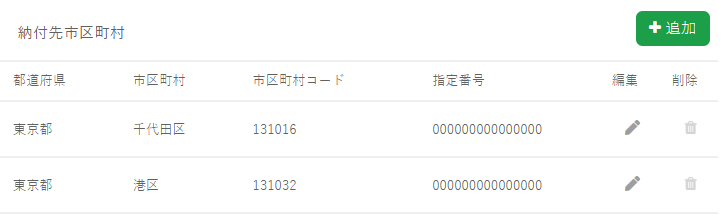 納付先市区町村
追加
都道府県 市区町村 市区町村コード 指定番号 編集 削除
東京都 千代田区 131016 000000000000000
東京都 港区 131032 000000000000000